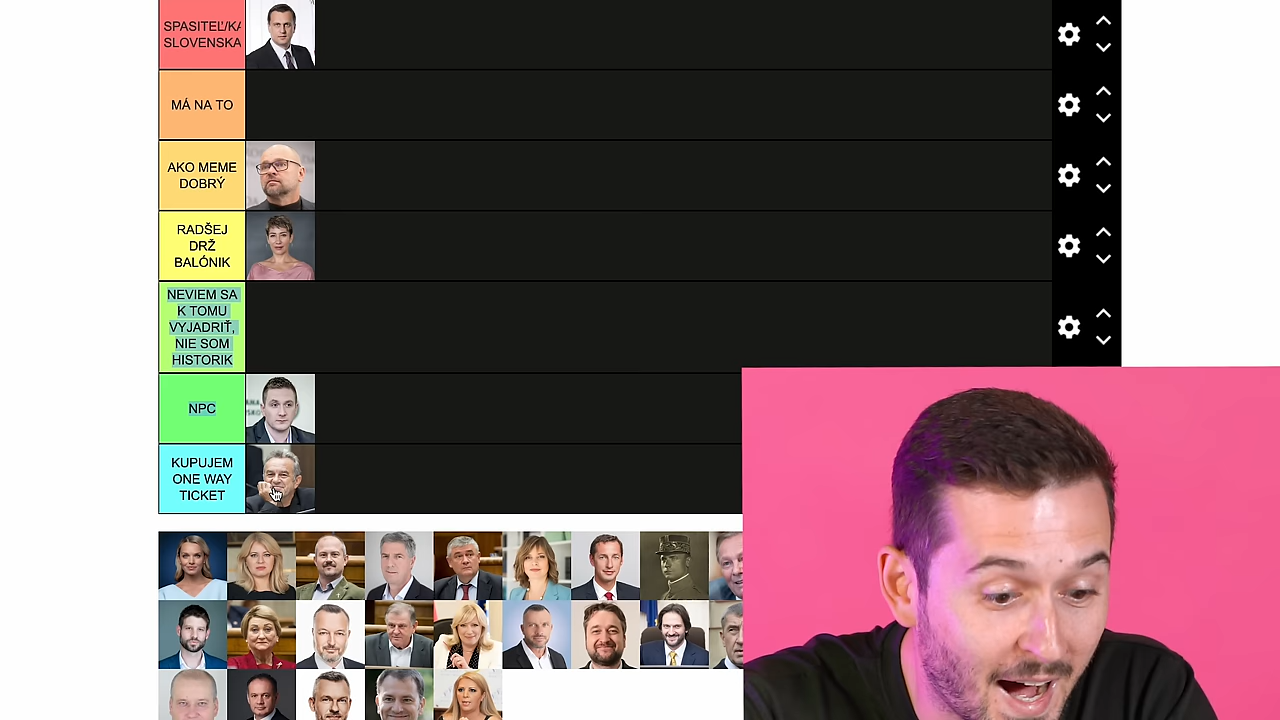 SPASITEĽ/KA
SLOVENSKA
MÁ NA TO
AKO MEME
DOBRÝ
RADŠEJ
DRŽ
BALÓNIK
NEVIEM SA
K TOMU
VYJADRIŤ,
NIE SOM
HISTORIK
NPC
KUPUJEM
ONE WAY
TICKET